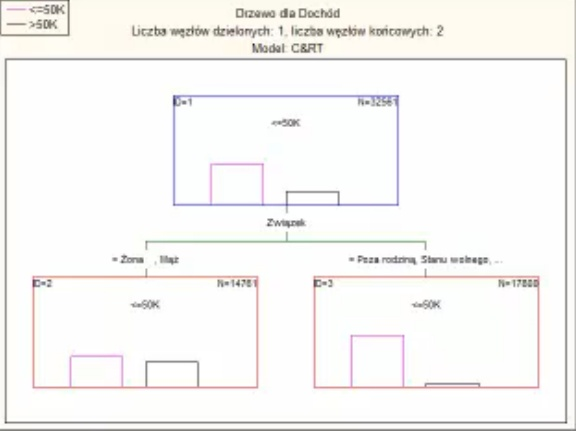 <=50K
>50K
Drzewo dla Dochód
Liczba węzłów dzielonych: 1, liczba węzłów końcowych: 2
Model: C&RT
ID=1 N=32561
<=50K
Związek
= Żona , Mąż = Poza rodziną, Stanu wolnego, ...
ID=2 N=14761 ID=3 N=17800
<=50K <=50K